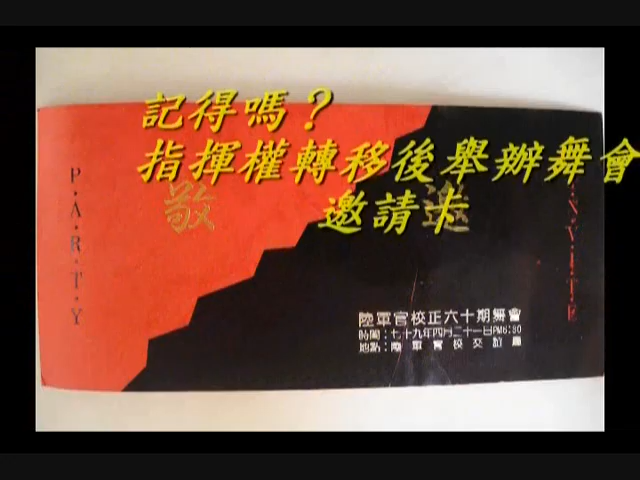 記得嗎？
指揮權轉移後舉辦舞會
邀請卡
P.A.R.T.Y
敬
邀
I.N.V.I.T.E
陸軍官校正六十期舞會
時間：七十九年四月二十一日PM6:30
地點：陸軍官校交誼廳